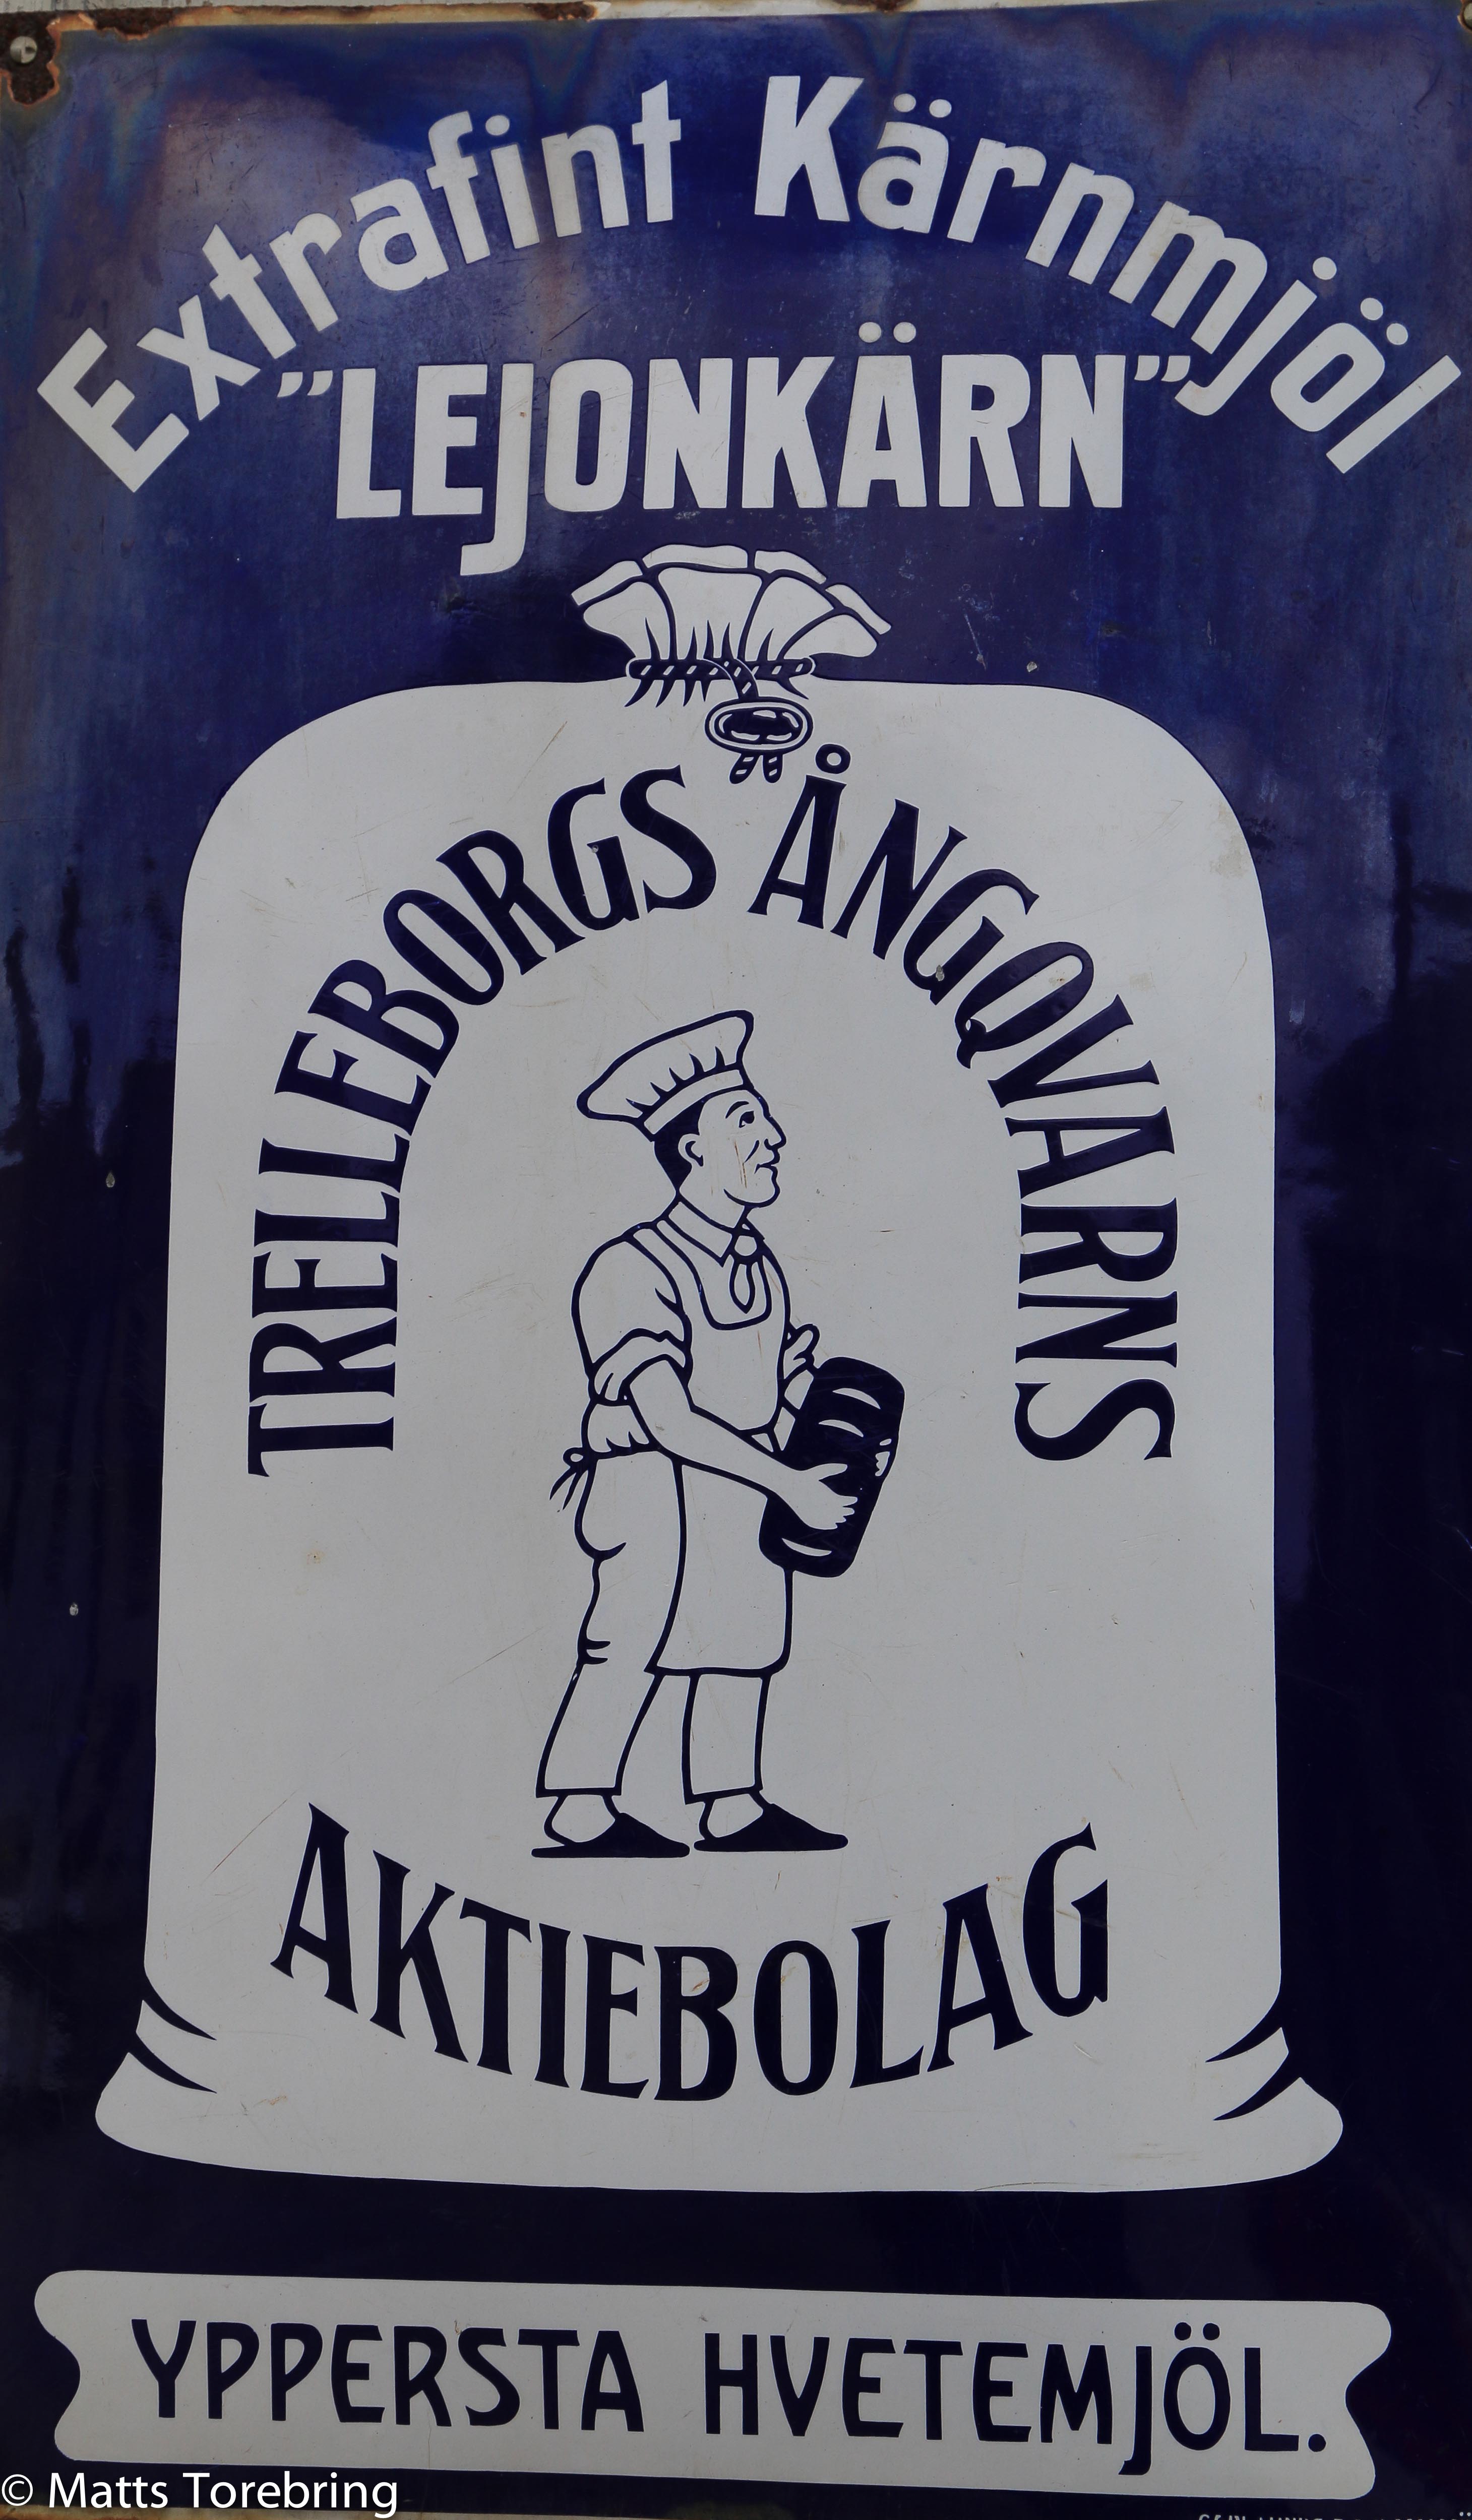 Extrafint Kärnmjöl
"LEJONKÄRN"
TRELLEBORGS ÅNGQVARNS
AKTIEBOLAG
YPPERSTA HVETEMJÖL.
© Matts Torebring